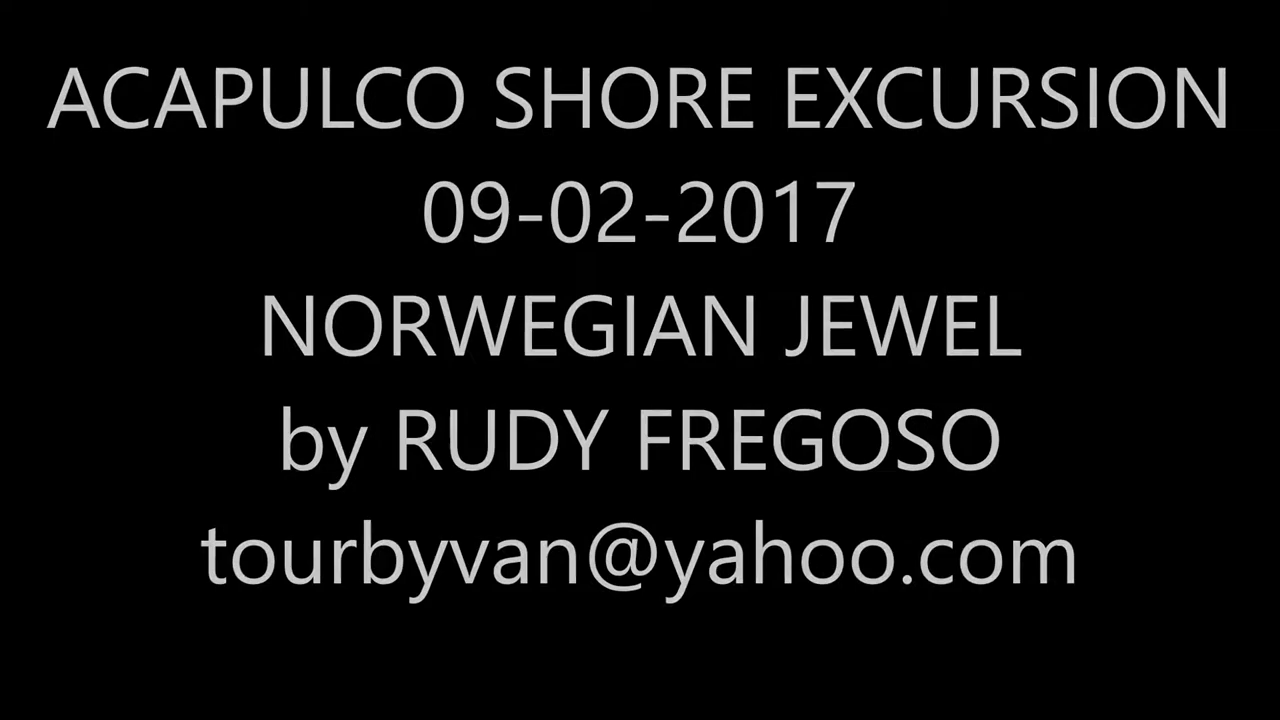 ACAPULCO SHORE EXCURSION
09-02-2017
NORWEGIAN JEWEL
by RUDY FREGOSO
tourbyvan@yahoo.com